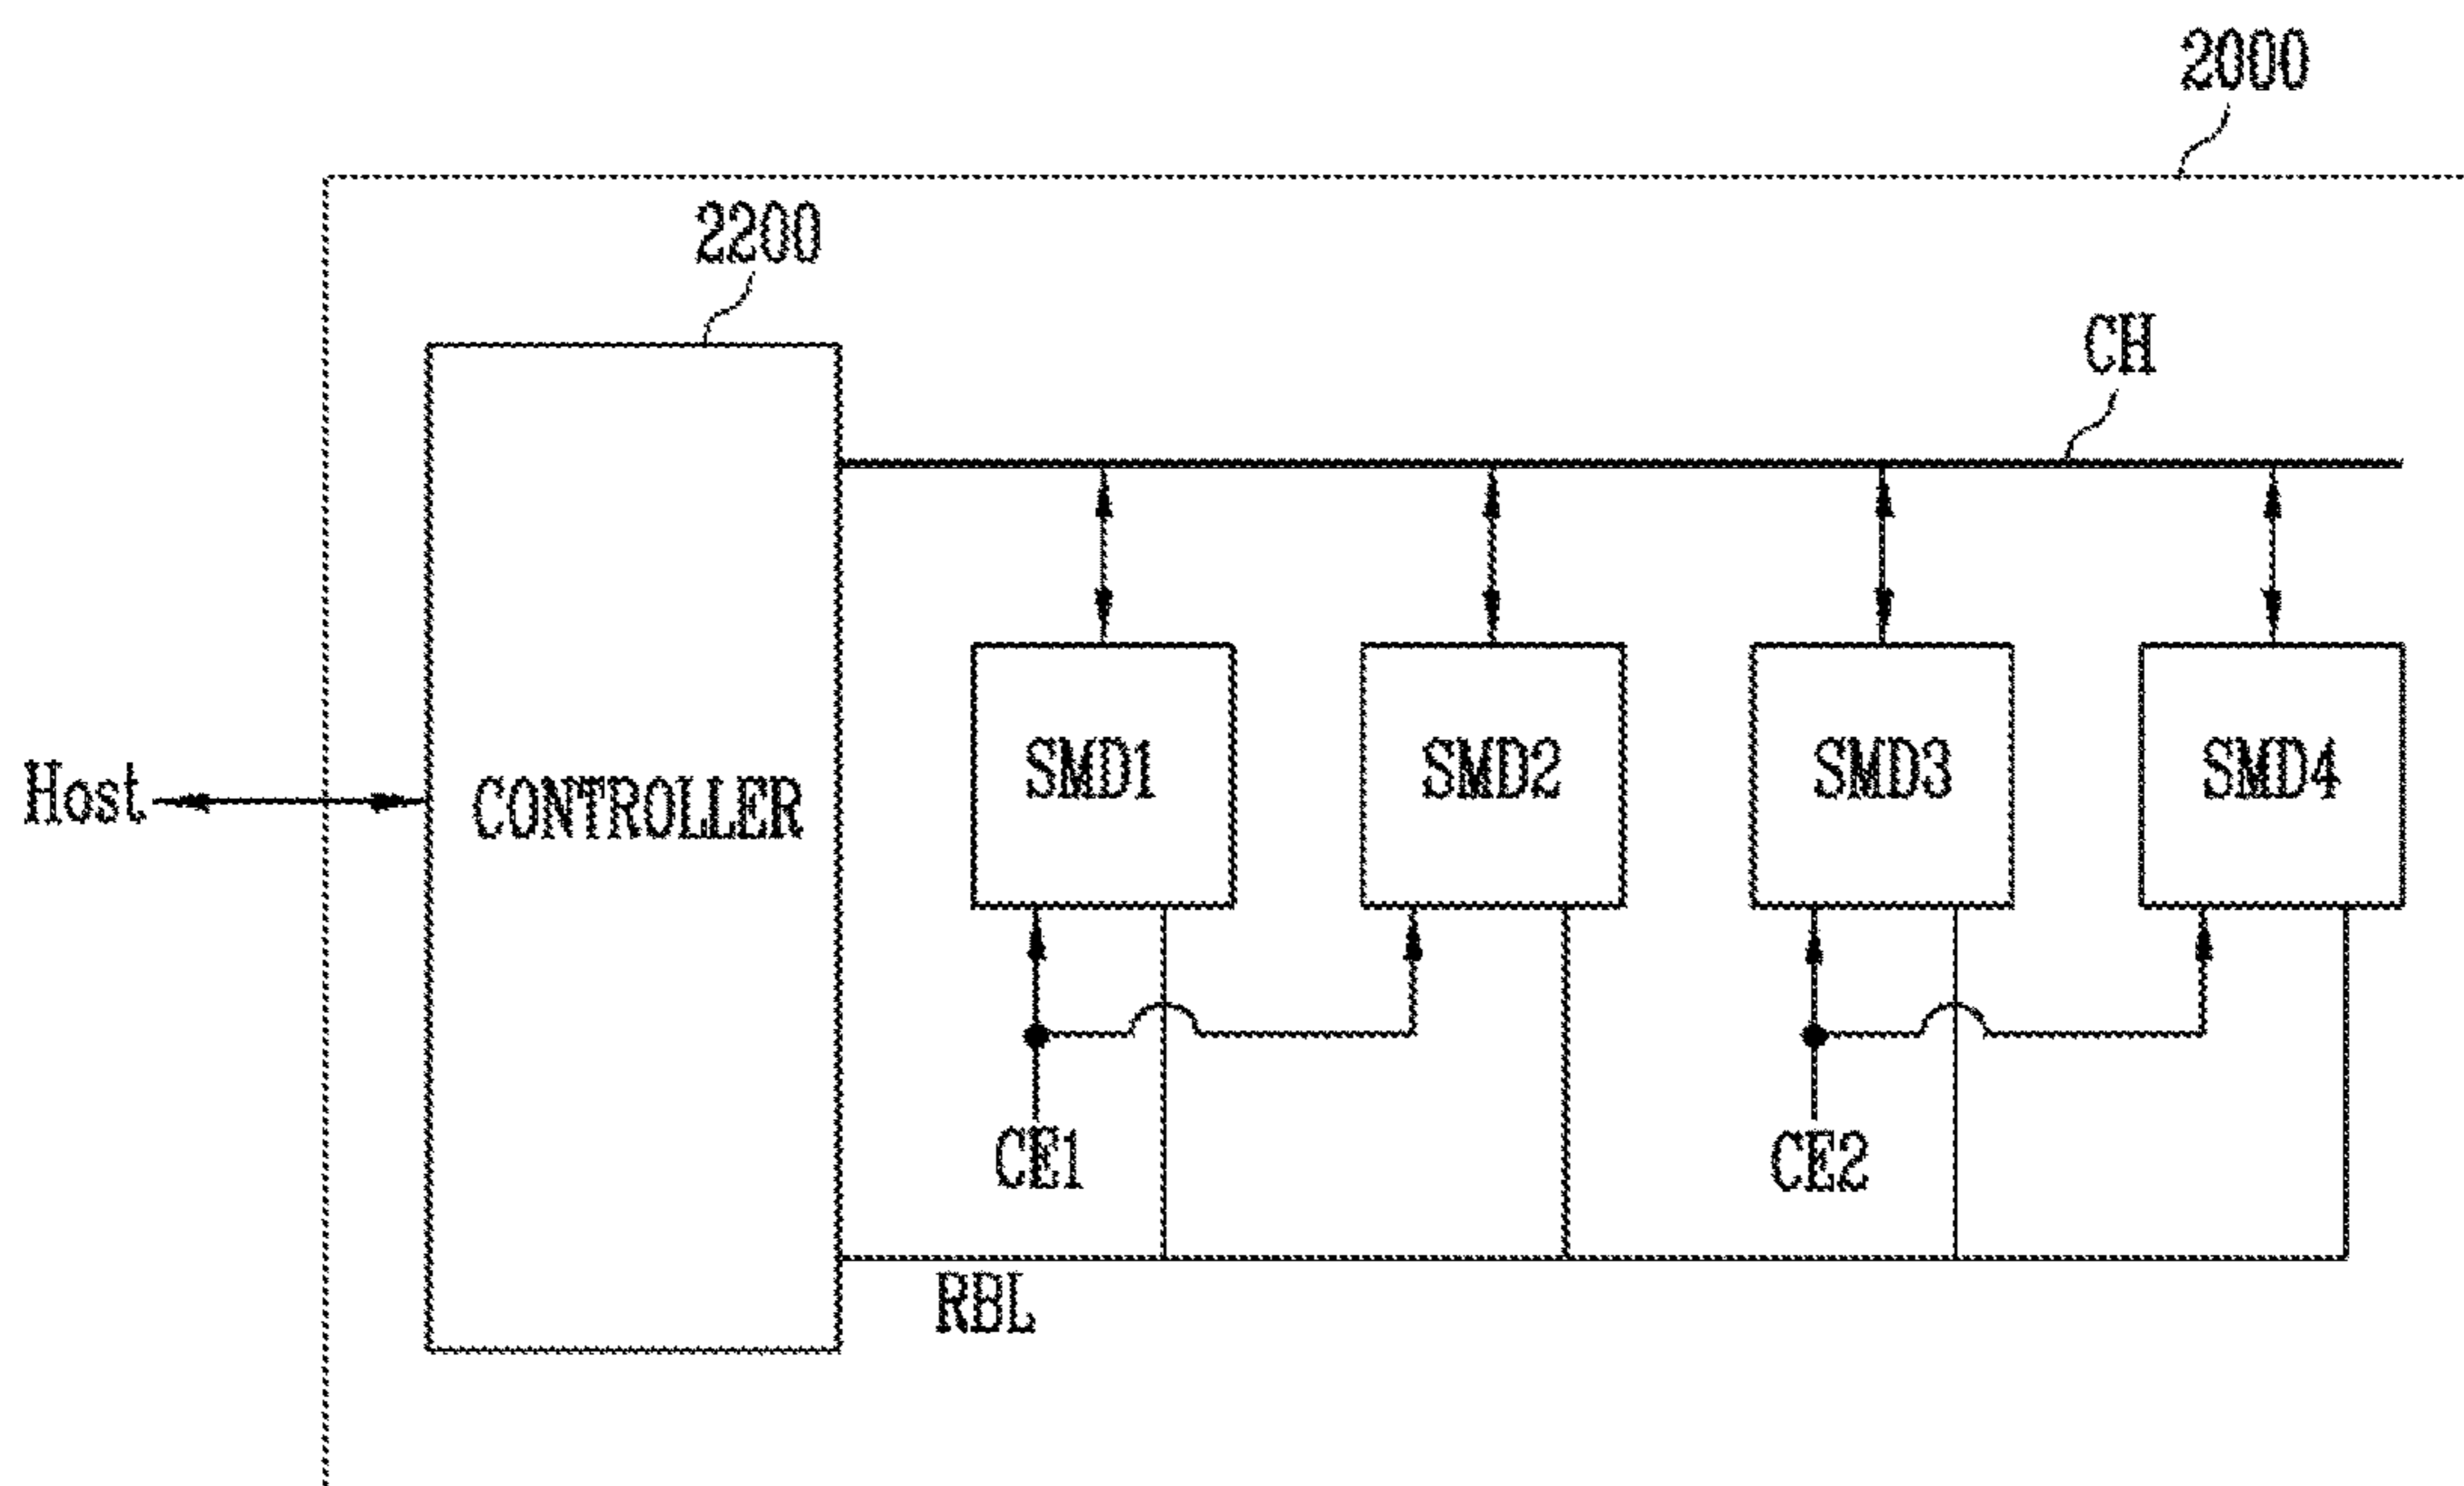 2000
2200
CH
SMD1 SMD2 SMD3 SMD4
Host CONTROLLER
CE1 CE2
RBL